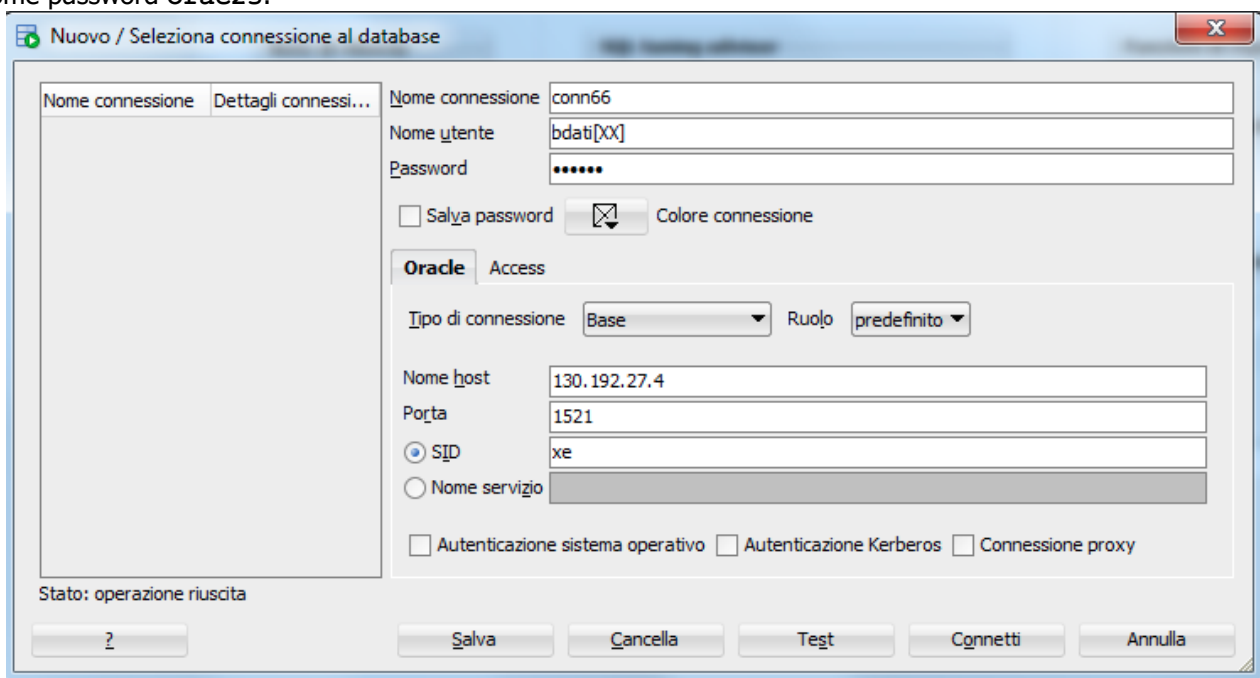 Nuovo / Seleziona connessione al database
Nome connessione Dettagli connessi...
Nome connessione conn66
Nome utente bdati[XX]
Password ••••••
Salva password Colore connessione
Oracle Access
Tipo di connessione Base Ruolo predefinito
Nome host 130.192.27.4
Porta 1521
SID xe
Nome servizio
Autenticazione sistema operativo Autenticazione Kerberos Connessione proxy
Stato: operazione riuscita
? Salva Cancella Test Connetti Annulla